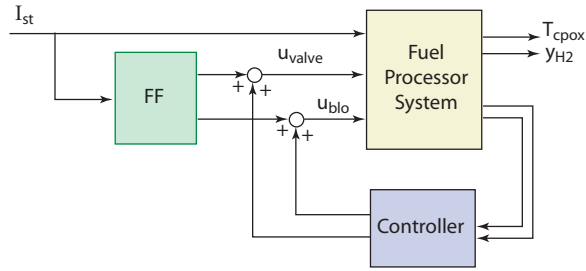 I_st
T_cpox
y_H2
Fuel
Processor
System
u_valve
FF
+ +
u_blo
+ +
Controller